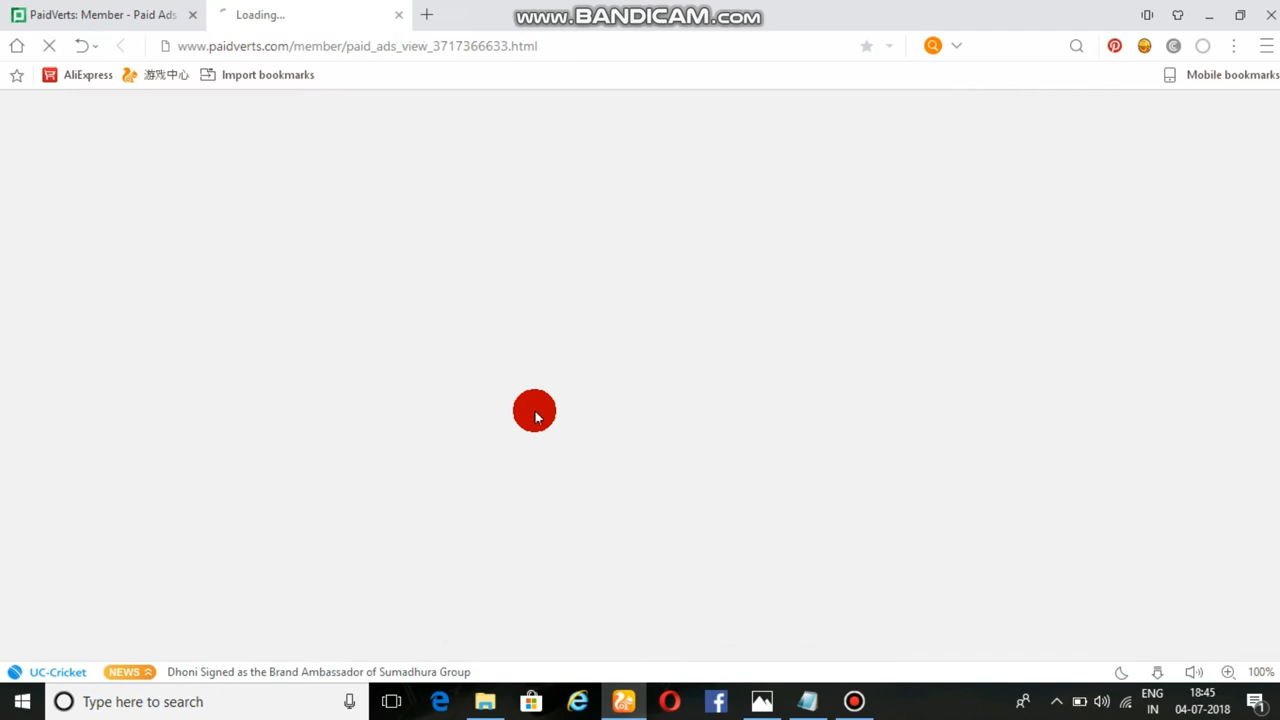 PaidVerts: Member - Paid Ads
Loading...
www.BANDICAM.com
www.paidverts.com/member/paid_ads_view_3717366633.html
AliExpress
游戏中心
Import bookmarks
Mobile bookmarks
UC-Cricket
NEWS
Dhoni Signed as the Brand Ambassador of Sumadhura Group
100%
Type here to search
ENG
IN
18:45
04-07-2018
1